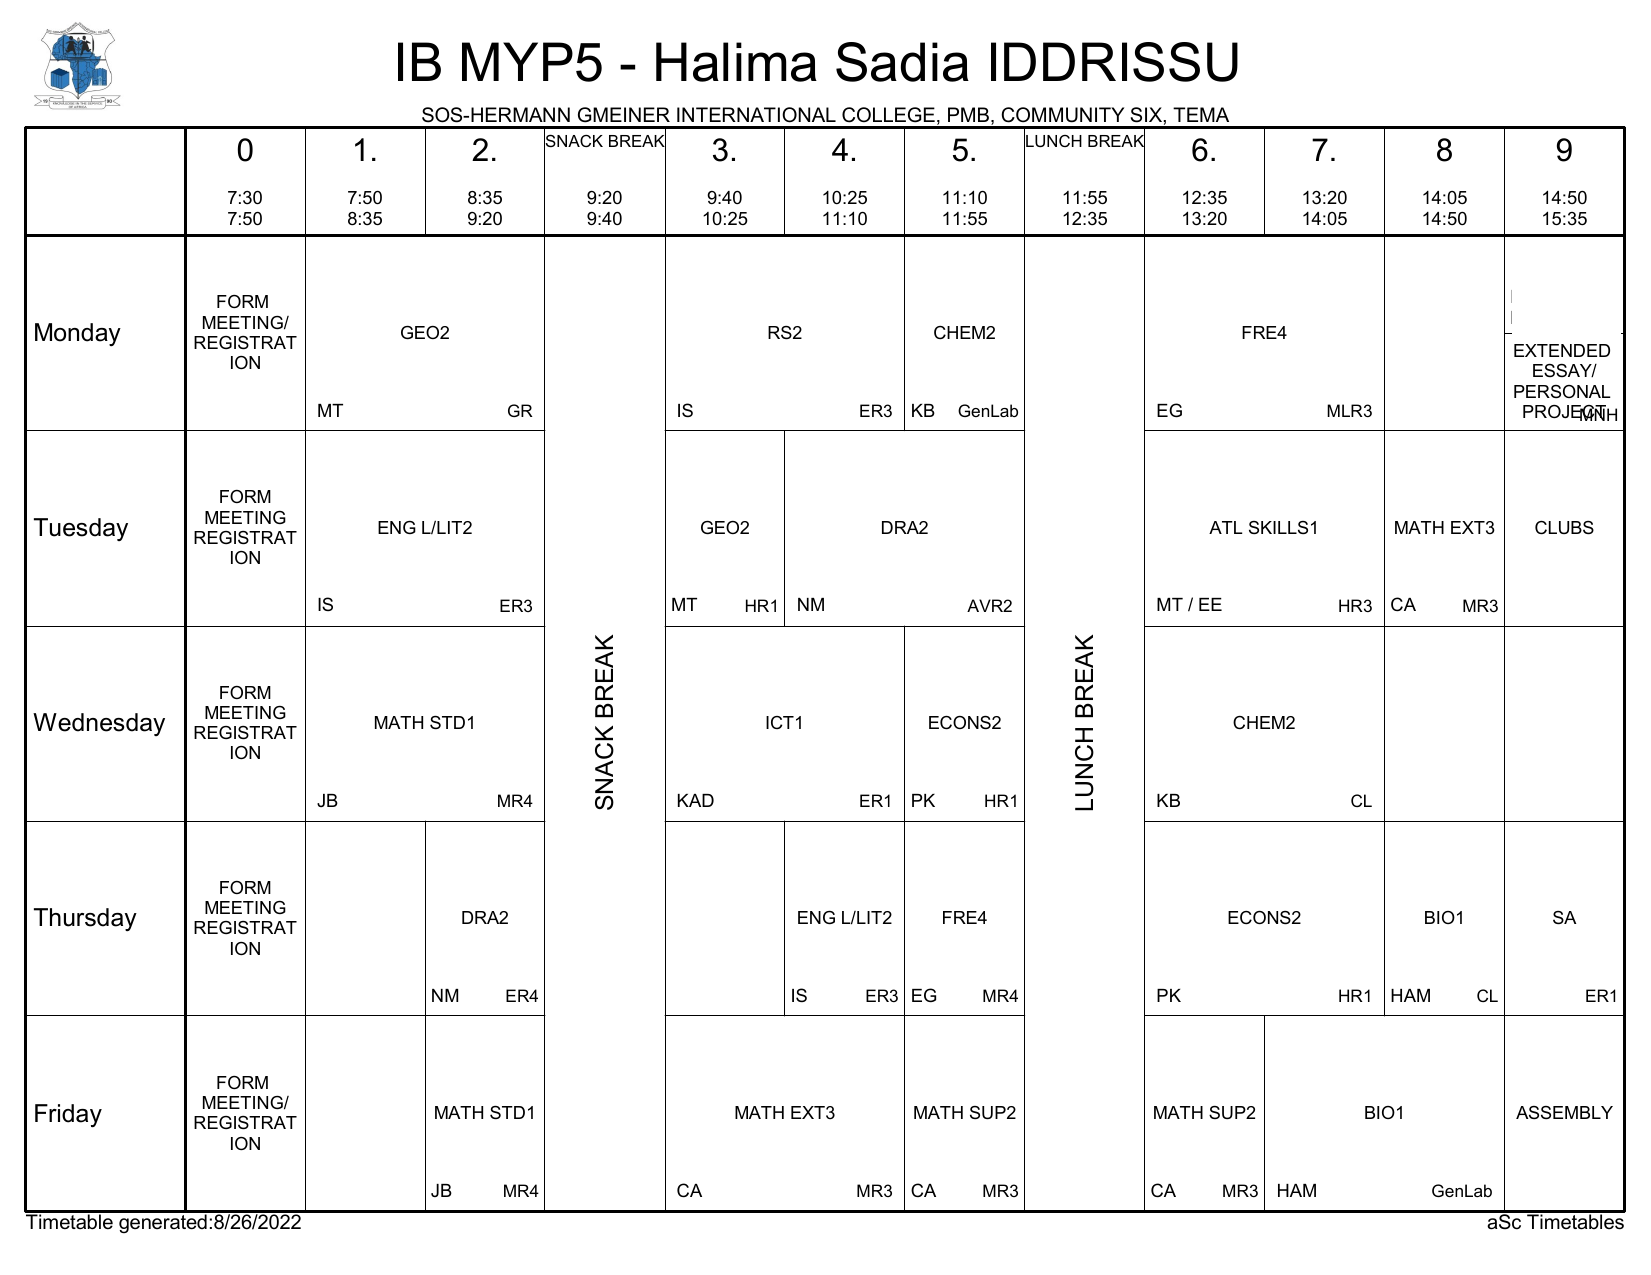 IB MYP5 - Halima Sadia IDDRISSU
SOS-HERMANN GMEINER INTERNATIONAL COLLEGE, PMB, COMMUNITY SIX, TEMA
0 1. 2. SNACK BREAK 3. 4. 5. LUNCH BREAK 6. 7. 8 9
7:30 7:50 8:35 9:20 9:40 10:25 11:10 11:55 12:35 13:20 14:05 14:50
7:50 8:35 9:20 9:40 10:25 11:10 11:55 12:35 13:20 14:05 14:50 15:35
Monday
FORM
MEETING/
REGISTRAT
ION
GEO2
MT GR
RS2
IS ER3
CHEM2
KB GenLab
FRE4
EG MLR3
EXTENDED
ESSAY/
PERSONAL
PROJECT
MNH
Tuesday
FORM
MEETING
REGISTRAT
ION
ENG L/LIT2
IS ER3
GEO2
MT HR1
DRA2
NM AVR2
ATL SKILLS1
MT / EE HR3
MATH EXT3
CA MR3
CLUBS
SNACK BREAK
LUNCH BREAK
Wednesday
FORM
MEETING
REGISTRAT
ION
MATH STD1
JB MR4
ICT1
KAD ER1
ECONS2
PK HR1
CHEM2
KB CL
Thursday
FORM
MEETING
REGISTRAT
ION
DRA2
NM ER4
ENG L/LIT2
IS ER3
FRE4
EG MR4
ECONS2
PK HR1
BIO1
HAM CL
SA
ER1
Friday
FORM
MEETING/
REGISTRAT
ION
MATH STD1
JB MR4
MATH EXT3
CA MR3
MATH SUP2
CA MR3
MATH SUP2
CA MR3
BIO1
HAM GenLab
ASSEMBLY
Timetable generated:8/26/2022
aSc Timetables